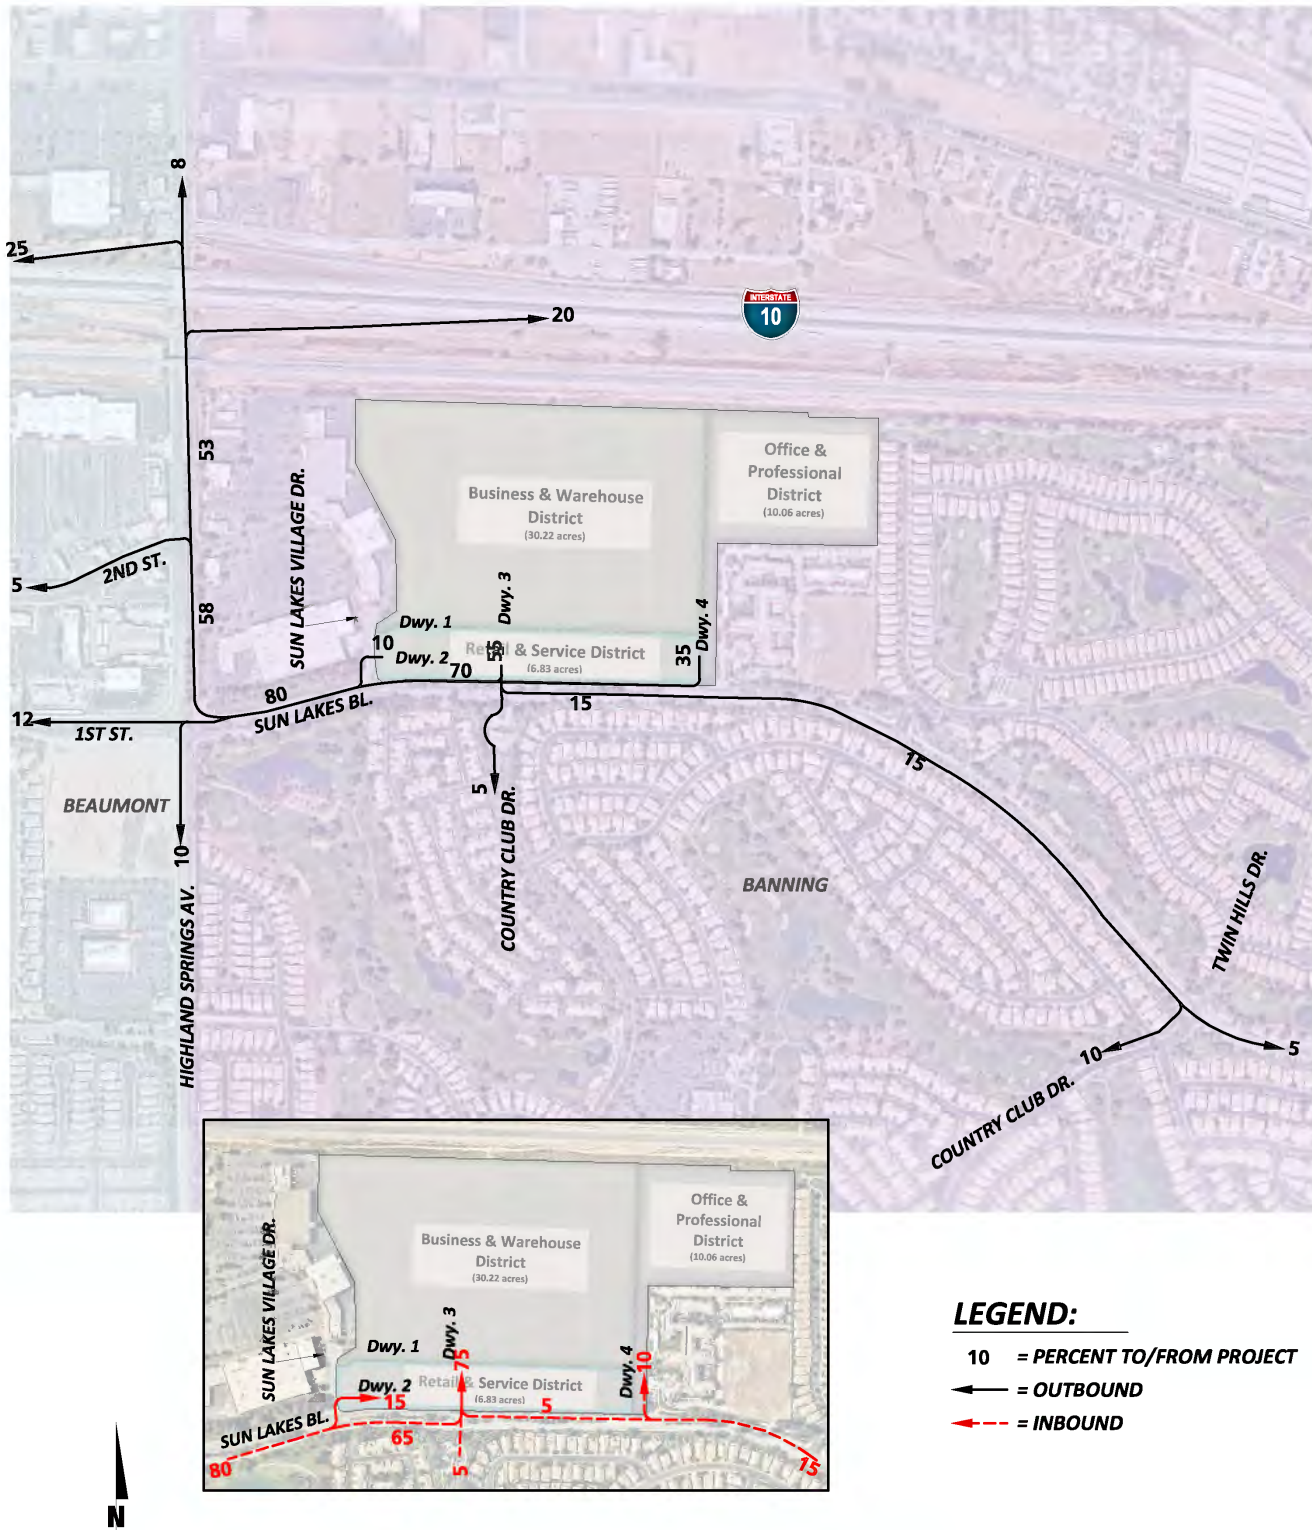 8
25
20
INTERSTATE
10
53
Office &
Professional
District
(10.06 acres)
Business & Warehouse
District
(30.22 acres)
SUN LAKES VILLAGE DR.
2ND ST.
5
58
Dwy. 3
Dwy. 4
Dwy. 1
10
Dwy. 2
55
Retail & Service District
(6.83 acres)
35
70
80
SUN LAKES BL.
15
12
1ST ST.
15
5
BEAUMONT
COUNTRY CLUB DR.
10
BANNING
HIGHLAND SPRINGS AV.
TWIN HILLS DR.
10
5
COUNTRY CLUB DR.
Office &
Professional
District
(10.06 acres)
Business & Warehouse
District
(30.22 acres)
SUN LAKES VILLAGE DR.
Dwy. 3
Dwy. 1
75
Dwy. 4
10
Dwy. 2
Retail & Service District
(6.83 acres)
15
5
SUN LAKES BL.
65
80
5
15
LEGEND:
10 = PERCENT TO/FROM PROJECT
= OUTBOUND
= INBOUND
N